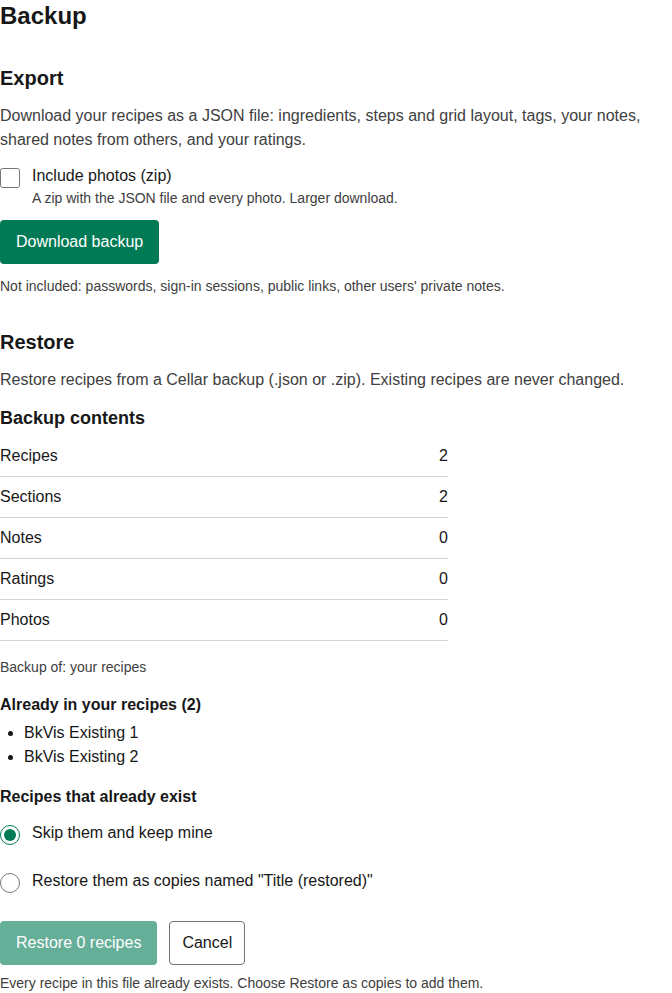 Backup
Export
Download your recipes as a JSON file: ingredients, steps and grid layout, tags, your notes,
shared notes from others, and your ratings.
Include photos (zip)
A zip with the JSON file and every photo. Larger download.
Download backup
Not included: passwords, sign-in sessions, public links, other users' private notes.
Restore
Restore recipes from a Cellar backup (.json or .zip). Existing recipes are never changed.
Backup contents
Recipes 2
Sections 2
Notes 0
Ratings 0
Photos 0
Backup of: your recipes
Already in your recipes (2)
• BkVis Existing 1
• BkVis Existing 2
Recipes that already exist
Skip them and keep mine
Restore them as copies named "Title (restored)"
Restore 0 recipes Cancel
Every recipe in this file already exists. Choose Restore as copies to add them.